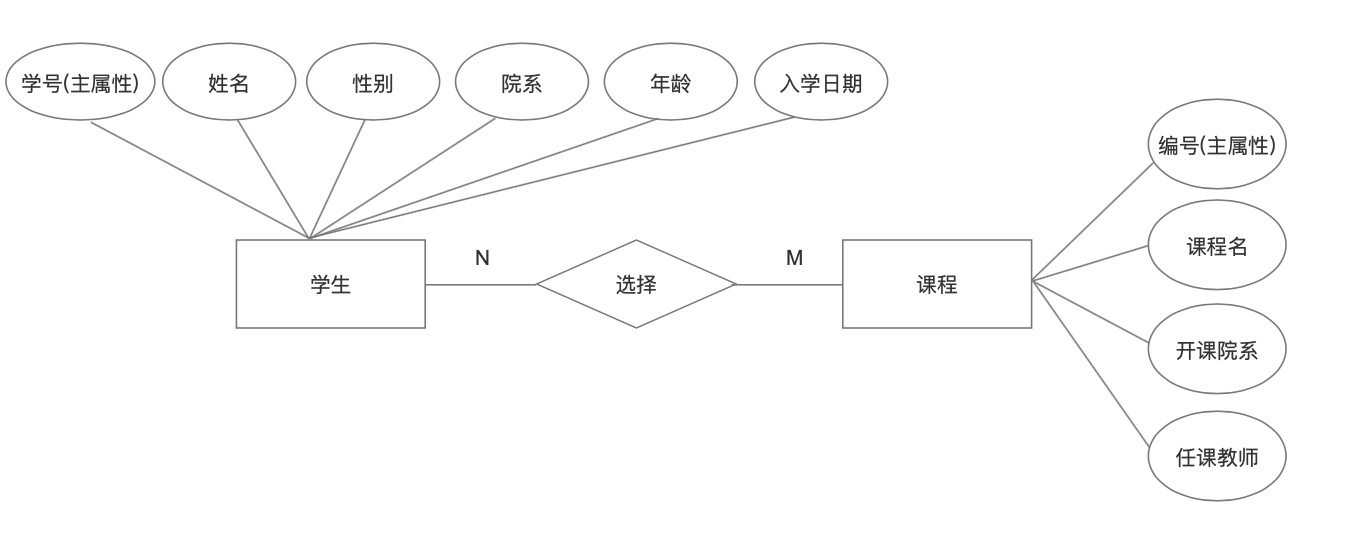 学号(主属性)
姓名
性别
院系
年龄
入学日期
编号(主属性)
课程名
开课院系
任课教师
学生
N
选择
M
课程